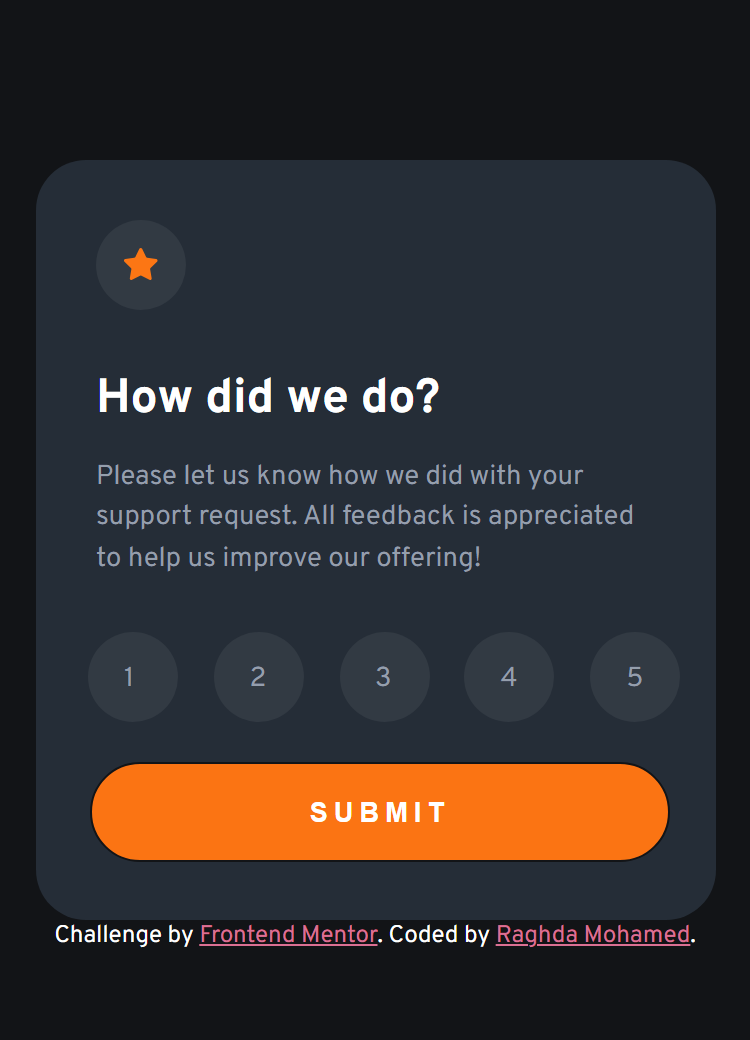 How did we do?
Please let us know how we did with your
support request. All feedback is appreciated
to help us improve our offering!
1 2 3 4 5
SUBMIT
Challenge by Frontend Mentor. Coded by Raghda Mohamed.